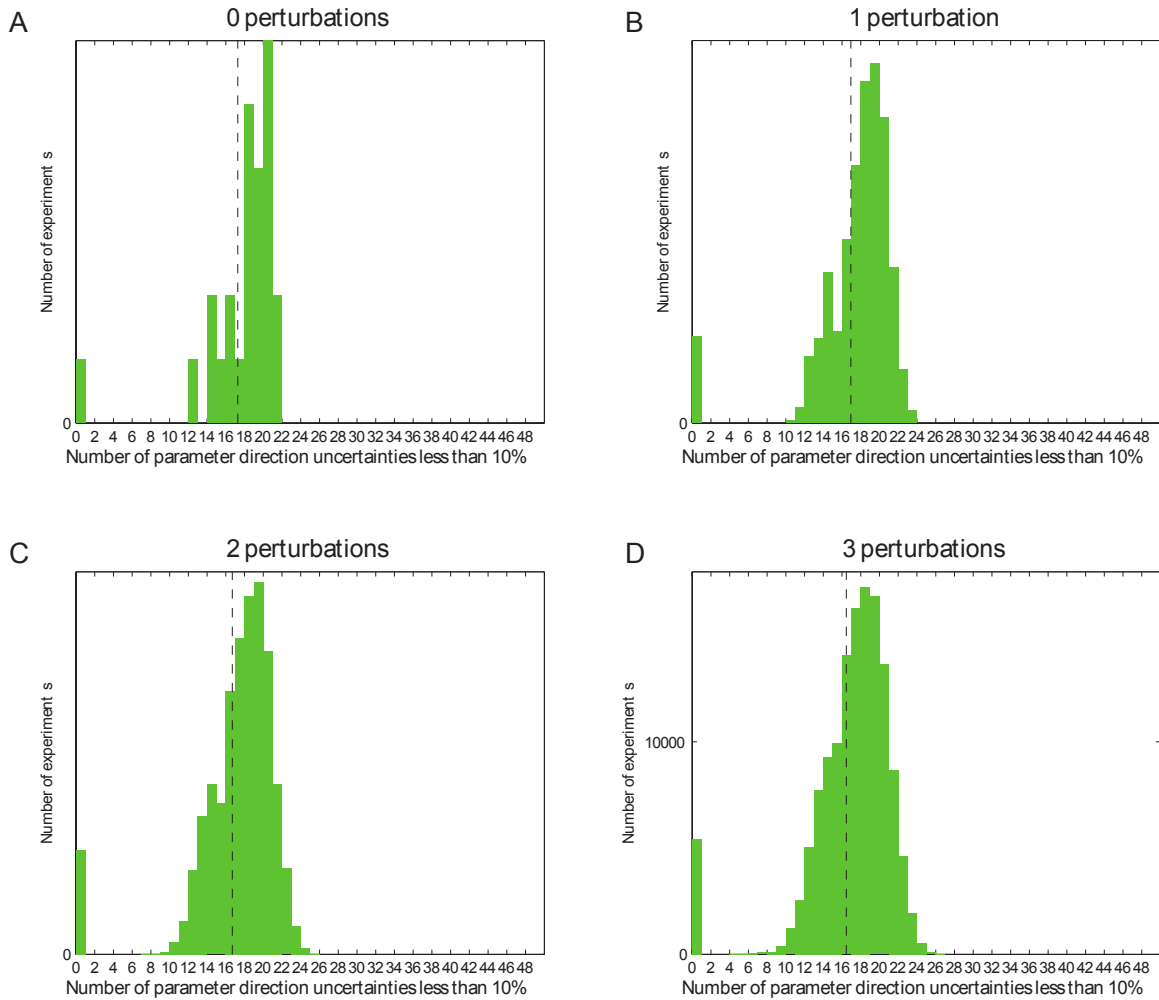 A
0 perturbations
Number of experiment s
0
0 2 4 6 8 10 12 14 16 18 20 22 24 26 28 30 32 34 36 38 40 42 44 46 48
Number of parameter direction uncertainties less than 10%
B
1 perturbation
Number of experiment s
0
0 2 4 6 8 10 12 14 16 18 20 22 24 26 28 30 32 34 36 38 40 42 44 46 48
Number of parameter direction uncertainties less than 10%
C
2 perturbations
Number of experiment s
0
0 2 4 6 8 10 12 14 16 18 20 22 24 26 28 30 32 34 36 38 40 42 44 46 48
Number of parameter direction uncertainties less than 10%
D
3 perturbations
Number of experiment s
10000
0
0 2 4 6 8 10 12 14 16 18 20 22 24 26 28 30 32 34 36 38 40 42 44 46 48
Number of parameter direction uncertainties less than 10%